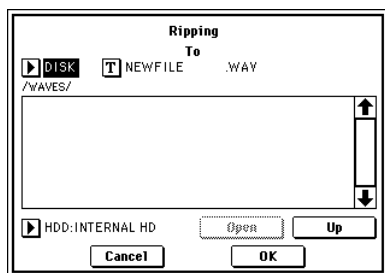 Ripping
To
DISK T NEWFILE .WAV
/WAVES/
HDD:INTERNAL HD Open Up
Cancel OK